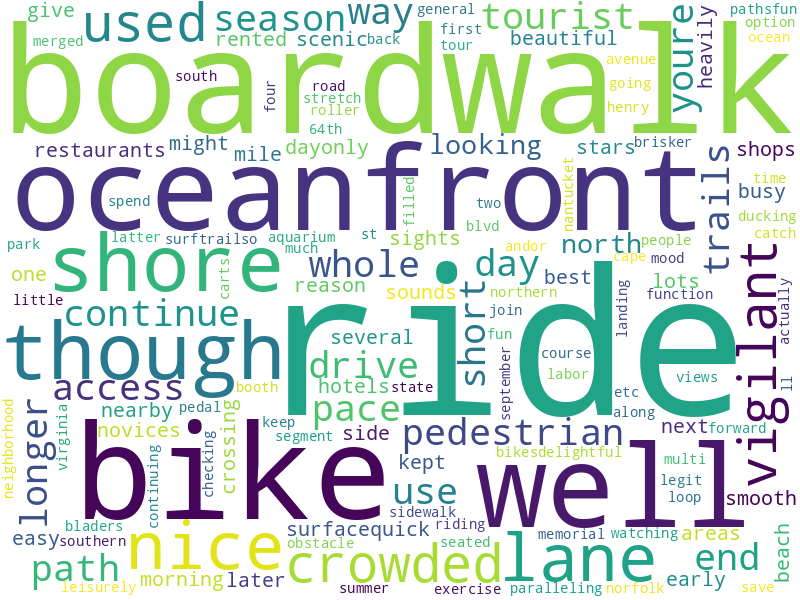 give
used
season
way
general
tourist
pathsfun
option
merged
rented
scenic
back
first
tour
beautiful
avenue
youre
heavily
ocean
boardwalk
south
four
road
stretch
roller
64th
going
henry
restaurants
might
mile
dayonly
looking
stars
brisker
shops
oceanfront
spend
filled
two
nantucket
trails
busy
time
ducking
catch
park
latter
surftrailso
aquarium
much
st
sights
blvd
andor
north
people
shore
carts
whole
reason
day
cape
mood
one
best
lots
little
continue
sounds
northern
join
function
vigilant
actually
though
ride
short
landing
several
fun
course
drive
hotels
state
labor
views
ll
access
booth
pace
september
etc
along
neighborhood
longer
virginia
nearby
pedal
novices
crossing
keep
segment
side
pedestrian
next
forward
bike
continuing
checking
kept
well
bikesdelightful
multi
legit
loop
smooth
use
bladers
sidewalk
riding
easy
southern
nice
surfacequick
obstacle
seated
memorial
watching
areas
path
crowded
lane
end
beach
leisurely
morning
later
summer
exercise
paralleling
norfolk
early
save